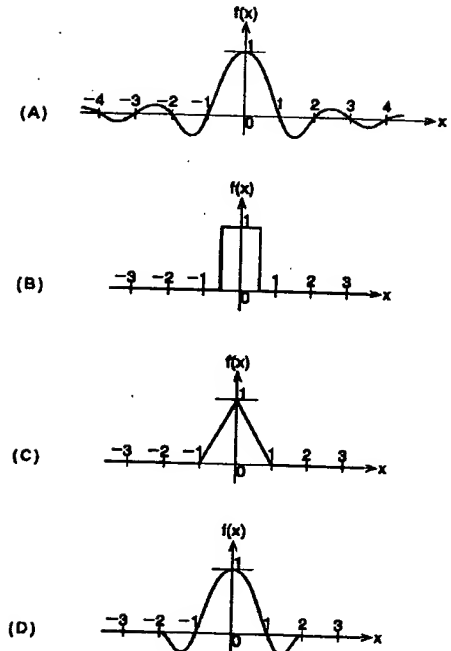 f(x)
1
(A) -4 -3 -2 -1 0 1 2 3 4 x
f(x)
1
(B) -3 -2 -1 0 1 2 3 x
f(x)
1
(C) -3 -2 -1 0 1 2 3 x
f(x)
1
(D) -3 -2 -1 0 1 2 3 x